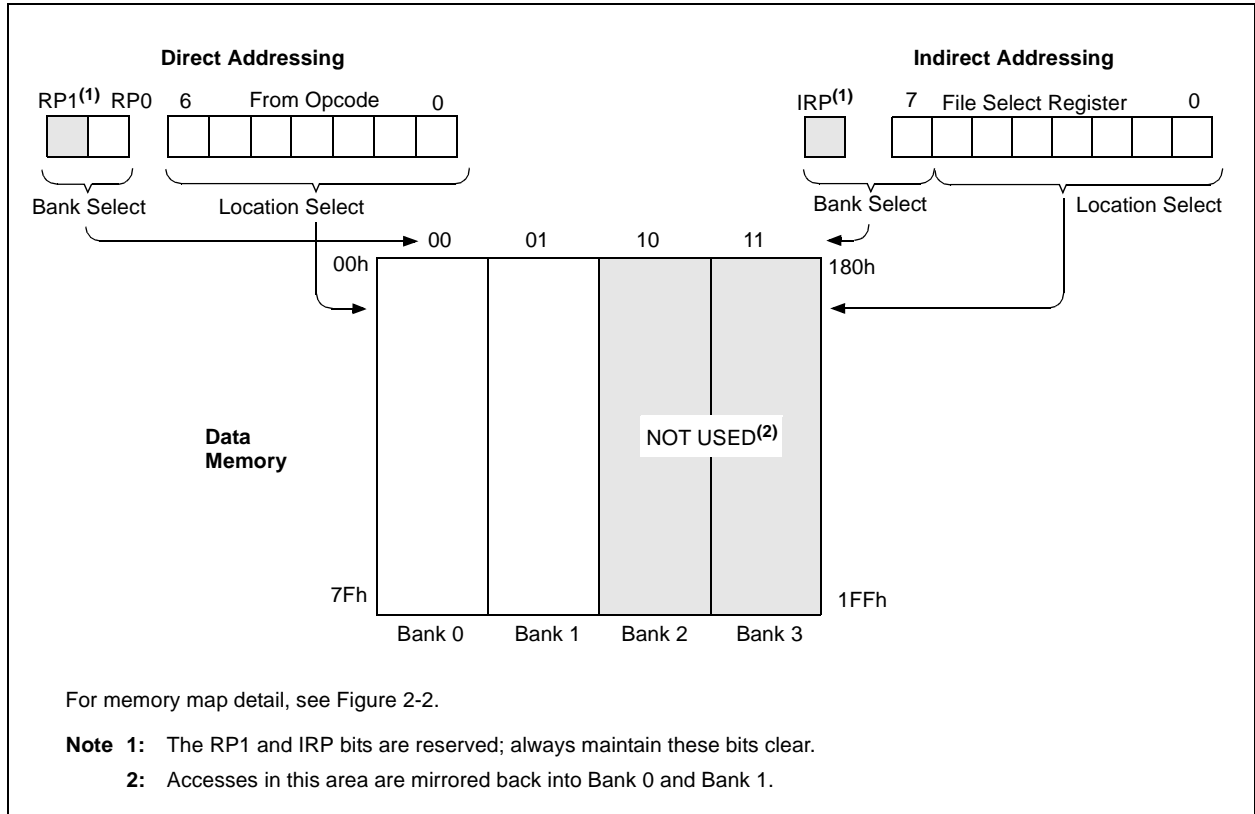 Direct Addressing
Indirect Addressing
RP1(1) RP0 6 From Opcode 0
IRP(1) 7 File Select Register 0
Bank Select Location Select
Bank Select Location Select
00 01 10 11
00h
180h
Data
Memory
NOT USED(2)
7Fh
1FFh
Bank 0 Bank 1 Bank 2 Bank 3
For memory map detail, see Figure 2-2.
Note 1: The RP1 and IRP bits are reserved; always maintain these bits clear.
2: Accesses in this area are mirrored back into Bank 0 and Bank 1.